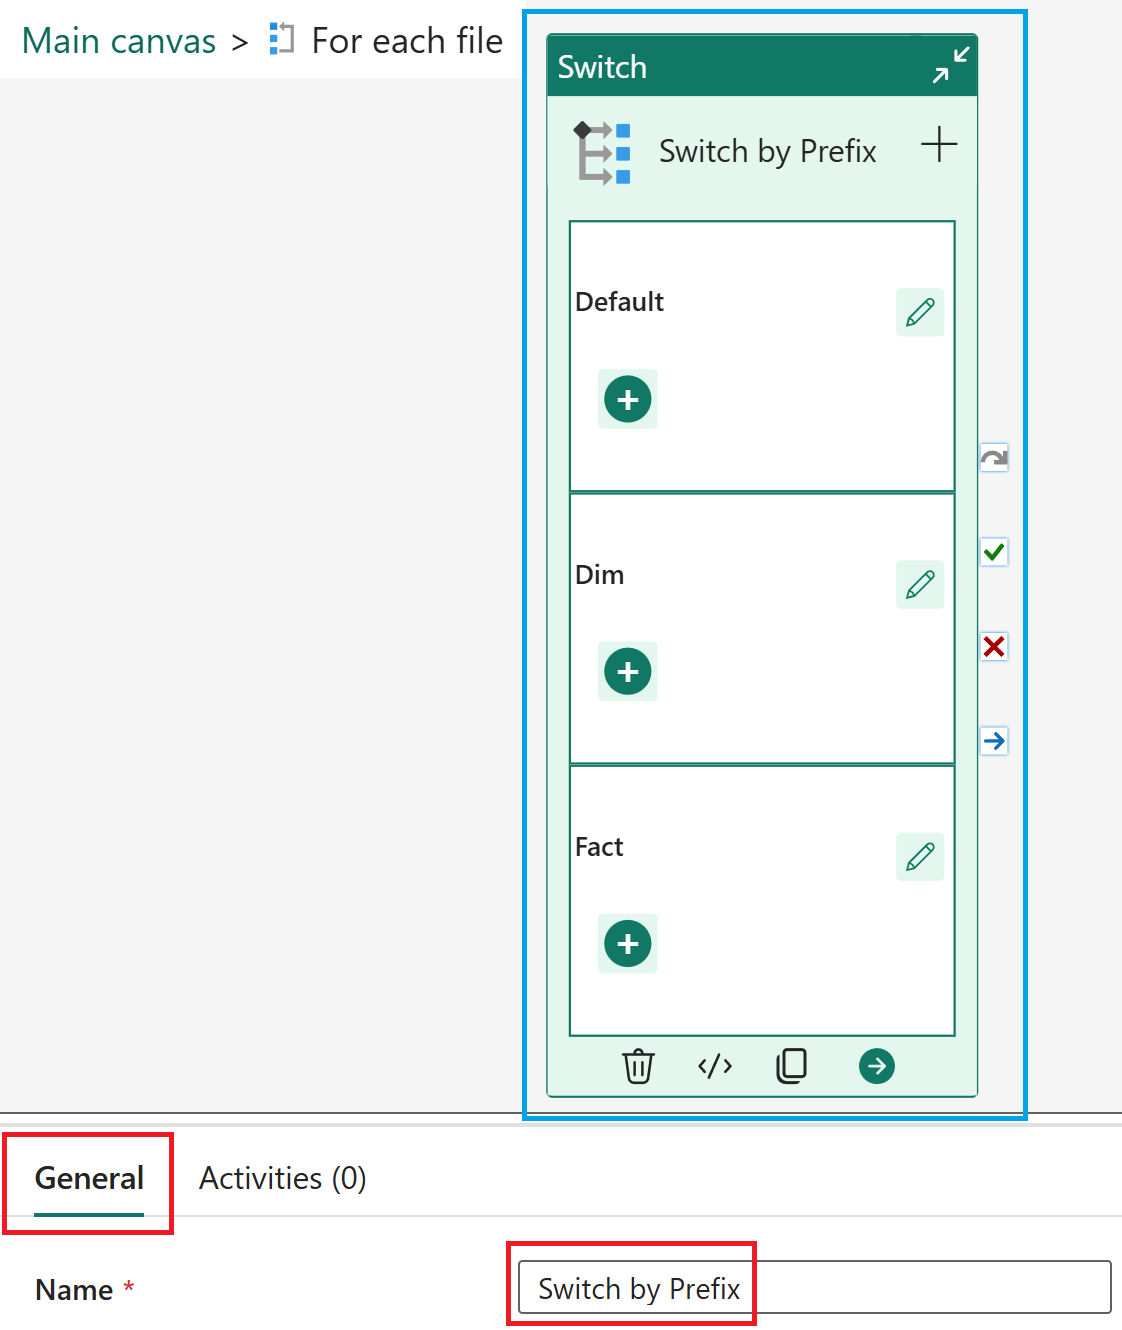 Main canvas > For each file
Switch
Switch by Prefix
Default
Dim
Fact
General
Activities (0)
Name *
Switch by Prefix